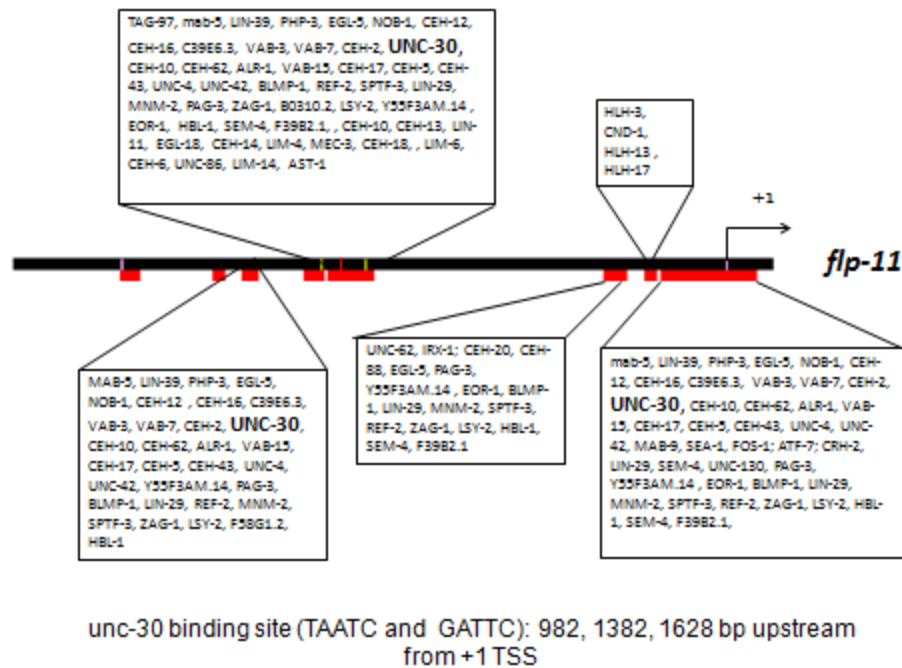 TAG-97, mab-5, LIN-39, PHP-3, EGL-5, NOB-1, CEH-12,
CEH-16, C39E6.3, VAB-3, VAB-7, CEH-2, UNC-30,
CEH-10, CEH-62, ALR-1, VAB-15, CEH-17, CEH-5, CEH-
43, UNC-4, UNC-42, BLMP-1, REF-2, SPTF-3, LIN-29,
MNM-2, PAG-3, ZAG-1, B0310.2, LSY-2, Y55F3AM.14 ,
EOR-1, HBL-1, SEM-4, F39B2.1, , CEH-10, CEH-13, LIN-
11, EGL-18, CEH-14, LIM-4, MEC-3, CEH-18, , LIM-6,
CEH-6, UNC-86, LIM-14, AST-1
HLH-3,
CND-1,
HLH-13 ,
HLH-17
+1
flp-11
MAB-5, LIN-39, PHP-3, EGL-5,
NOB-1, CEH-12 , CEH-16, C39E6.3,
VAB-3, VAB-7, CEH-2, UNC-30,
CEH-10, CEH-62, ALR-1, VAB-15,
CEH-17, CEH-5, CEH-43, UNC-4,
UNC-42, Y55F3AM.14, PAG-3,
BLMP-1, LIN-29, REF-2, MNM-2,
SPTF-3, ZAG-1, LSY-2, F58G1.2,
HBL-1
UNC-62, IRX-1; CEH-20, CEH-
88, EGL-5, PAG-3,
Y55F3AM.14 , EOR-1, BLMP-
1, LIN-29, MNM-2, SPTF-3,
REF-2, ZAG-1, LSY-2, HBL-1,
SEM-4, F39B2.1
mab-5, LIN-39, PHP-3, EGL-5, NOB-1, CEH-
12, CEH-16, C39E6.3, VAB-3, VAB-7, CEH-2,
UNC-30, CEH-10, CEH-62, ALR-1, VAB-
15, CEH-17, CEH-5, CEH-43, UNC-4, UNC-
42, MAB-9, SEA-1, FOS-1; ATF-7; CRH-2,
LIN-29, SEM-4, UNC-130, PAG-3,
Y55F3AM.14 , EOR-1, BLMP-1, LIN-29,
MNM-2, SPTF-3, REF-2, ZAG-1, LSY-2, HBL-
1, SEM-4, F39B2.1,
unc-30 binding site (TAATC and GATTC): 982, 1382, 1628 bp upstream
from +1 TSS